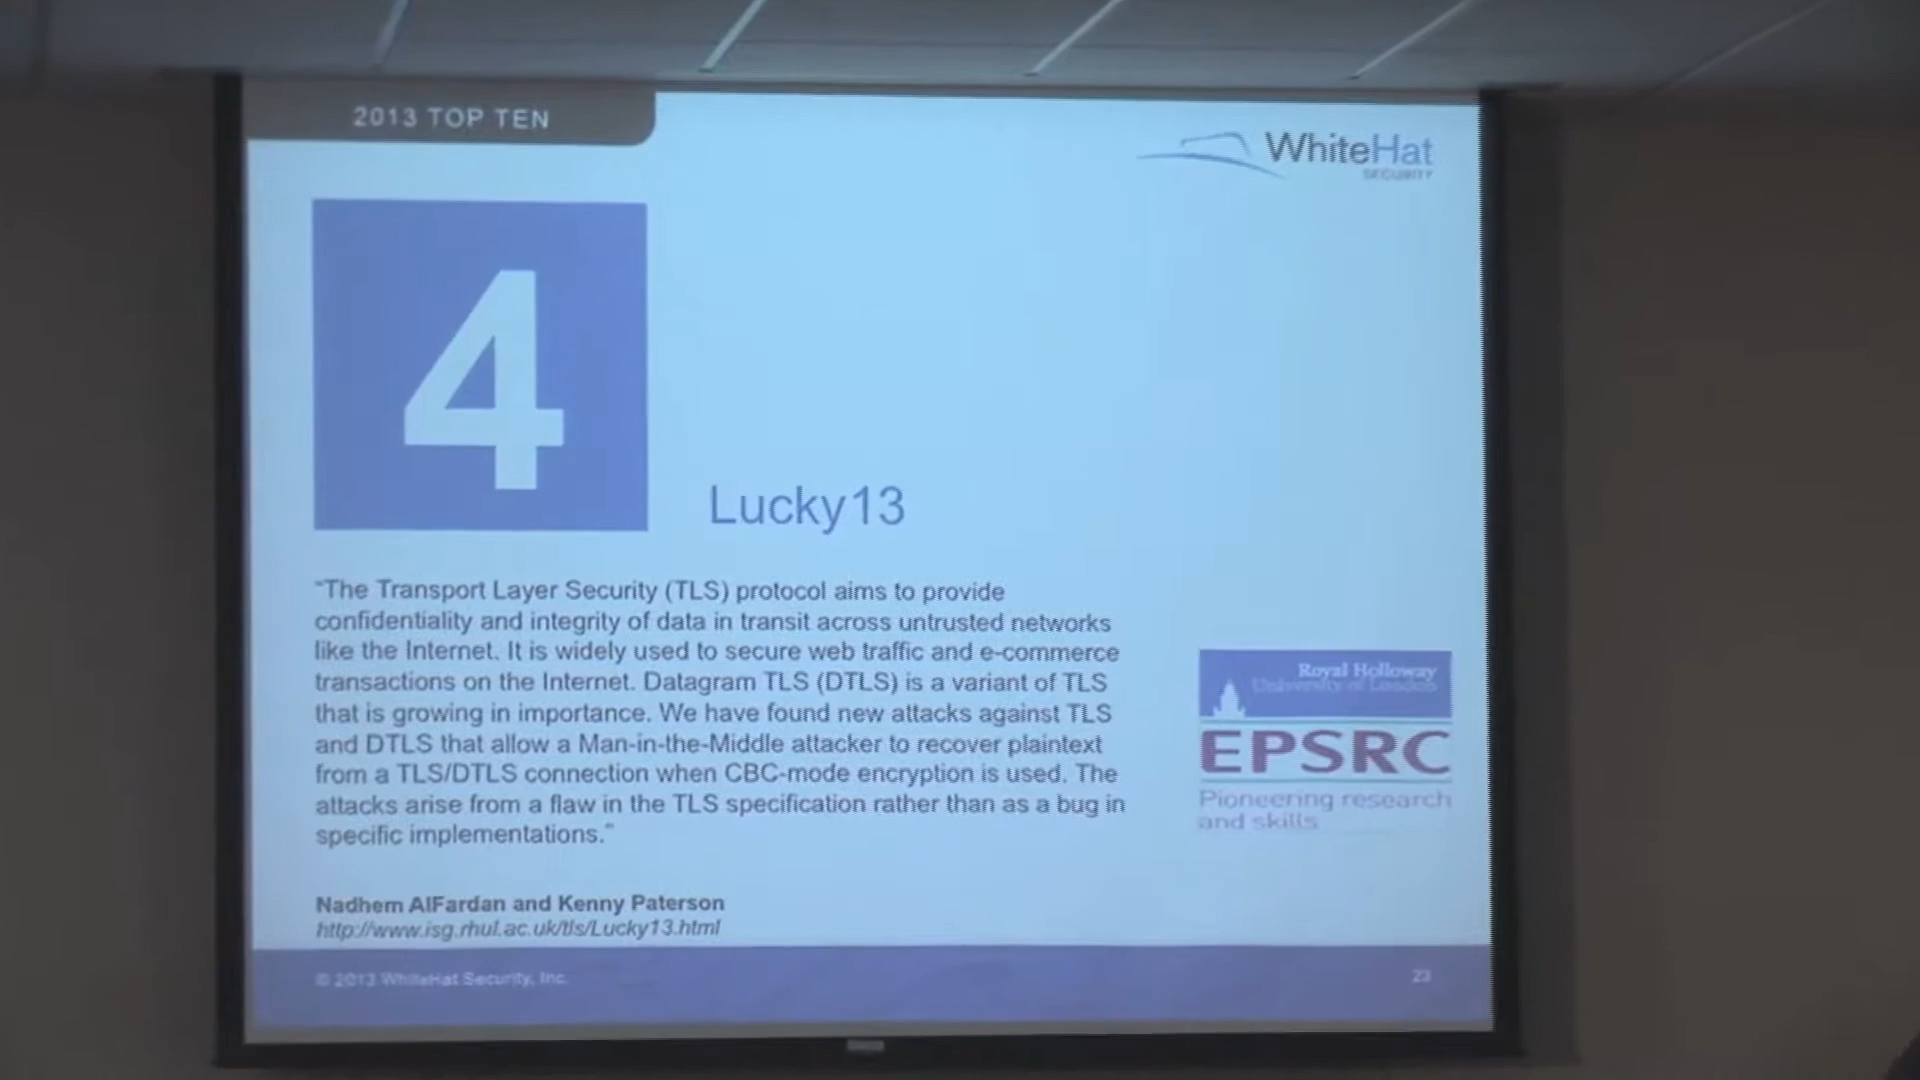 2013 TOP TEN
WhiteHat
SECURITY
4
Lucky13
"The Transport Layer Security (TLS) protocol aims to provide
confidentiality and integrity of data in transit across untrusted networks
like the Internet. It is widely used to secure web traffic and e-commerce
transactions on the Internet. Datagram TLS (DTLS) is a variant of TLS
that is growing in importance. We have found new attacks against TLS
and DTLS that allow a Man-in-the-Middle attacker to recover plaintext
from a TLS/DTLS connection when CBC-mode encryption is used. The
attacks arise from a flaw in the TLS specification rather than as a bug in
specific implementations."
Royal Holloway
University of London
EPSRC
Pioneering research
and skills
Nadhem AlFardan and Kenny Paterson
http://www.isg.rhul.ac.uk/tls/Lucky13.html
© 2013 WhiteHat Security, Inc.
23